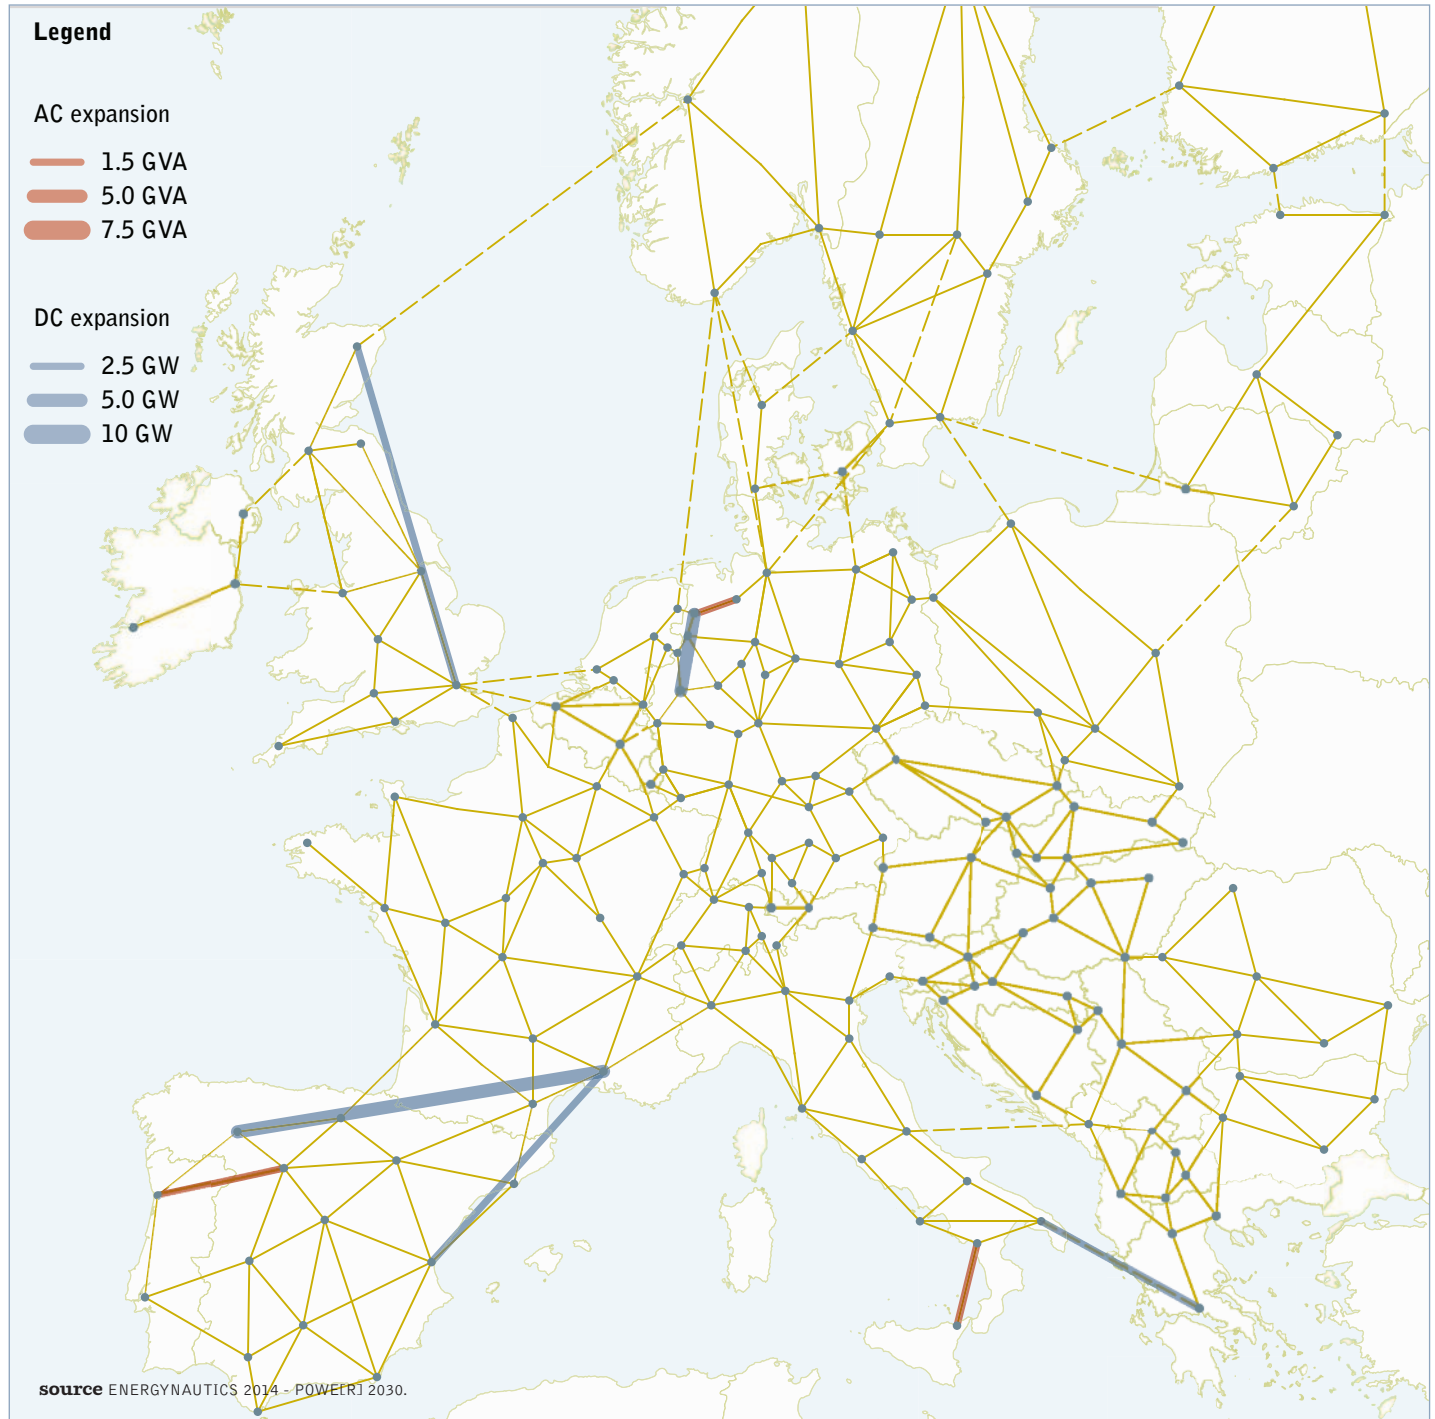 Legend
AC expansion
1.5 GVA
5.0 GVA
7.5 GVA
DC expansion
2.5 GW
5.0 GW
10 GW
source ENERGYNAUTICS 2014 - POWE[R] 2030.